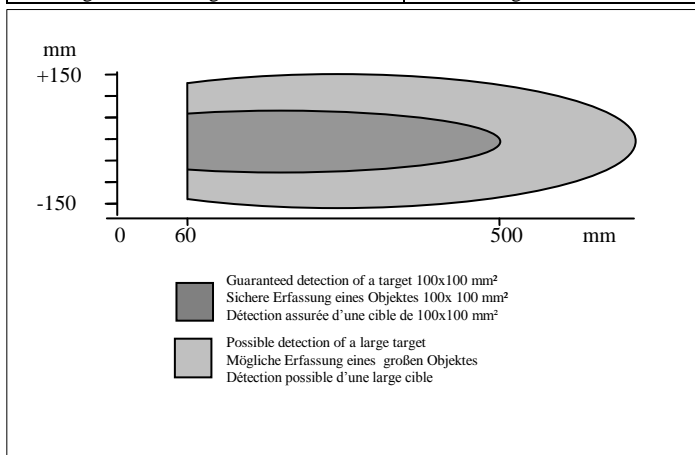 mm
+150
-150
0 60 500 mm
Guaranteed detection of a target 100x100 mm²
Sichere Erfassung eines Objektes 100x 100 mm²
Détection assurée d’une cible de 100x100 mm²
Possible detection of a large target
Mögliche Erfassung eines  großen Objektes
Détection possible d’une large cible